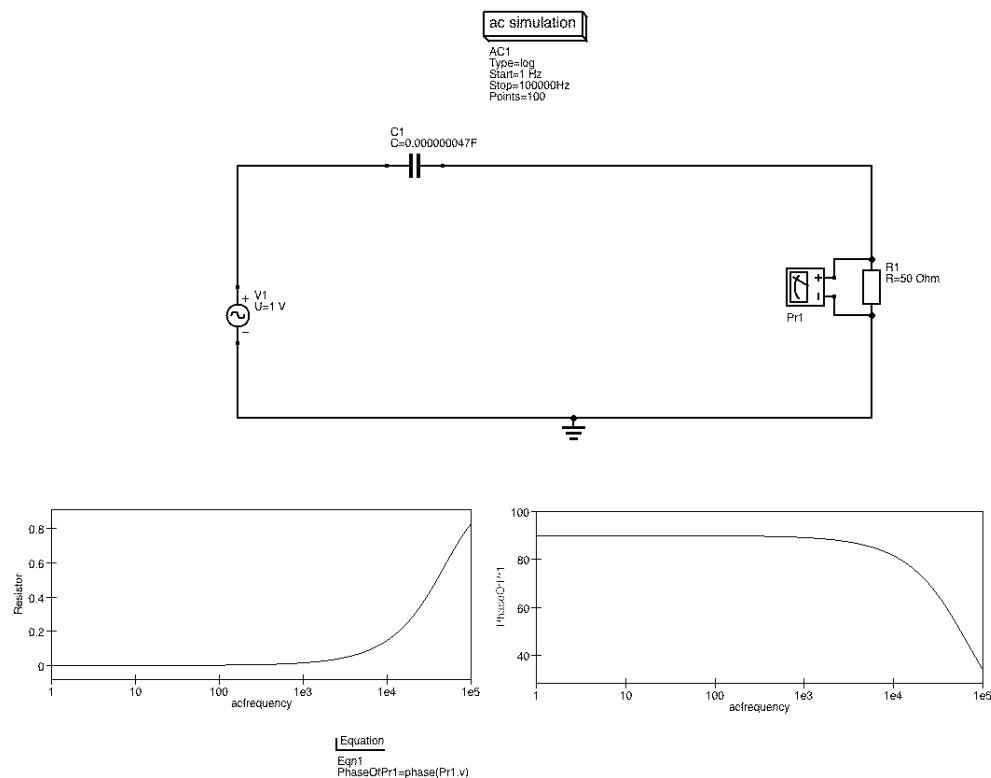 ac simulation
AC1
Type=log
Start=1 Hz
Stop=100000Hz
Points=100
C1
C=0.000000047F
V1
U=1 V
+
−
+
−
Pr1
R1
R=50 Ohm
Resistor
0.8
0.6
0.4
0.2
0
1 10 100 1e3 1e4 1e5
acfrequency
PhaseOfPr1
100
80
60
40
1 10 100 1e3 1e4 1e5
acfrequency
Equation
Eqn1
PhaseOfPr1=phase(Pr1.v)